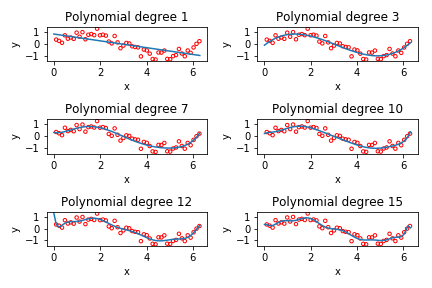 Polynomial degree 1
1
0
−1
y
0 2 4 6
x
Polynomial degree 3
1
0
−1
y
0 2 4 6
x
Polynomial degree 7
1
0
−1
y
0 2 4 6
x
Polynomial degree 10
1
0
−1
y
0 2 4 6
x
Polynomial degree 12
1
0
−1
y
0 2 4 6
x
Polynomial degree 15
1
0
−1
y
0 2 4 6
x